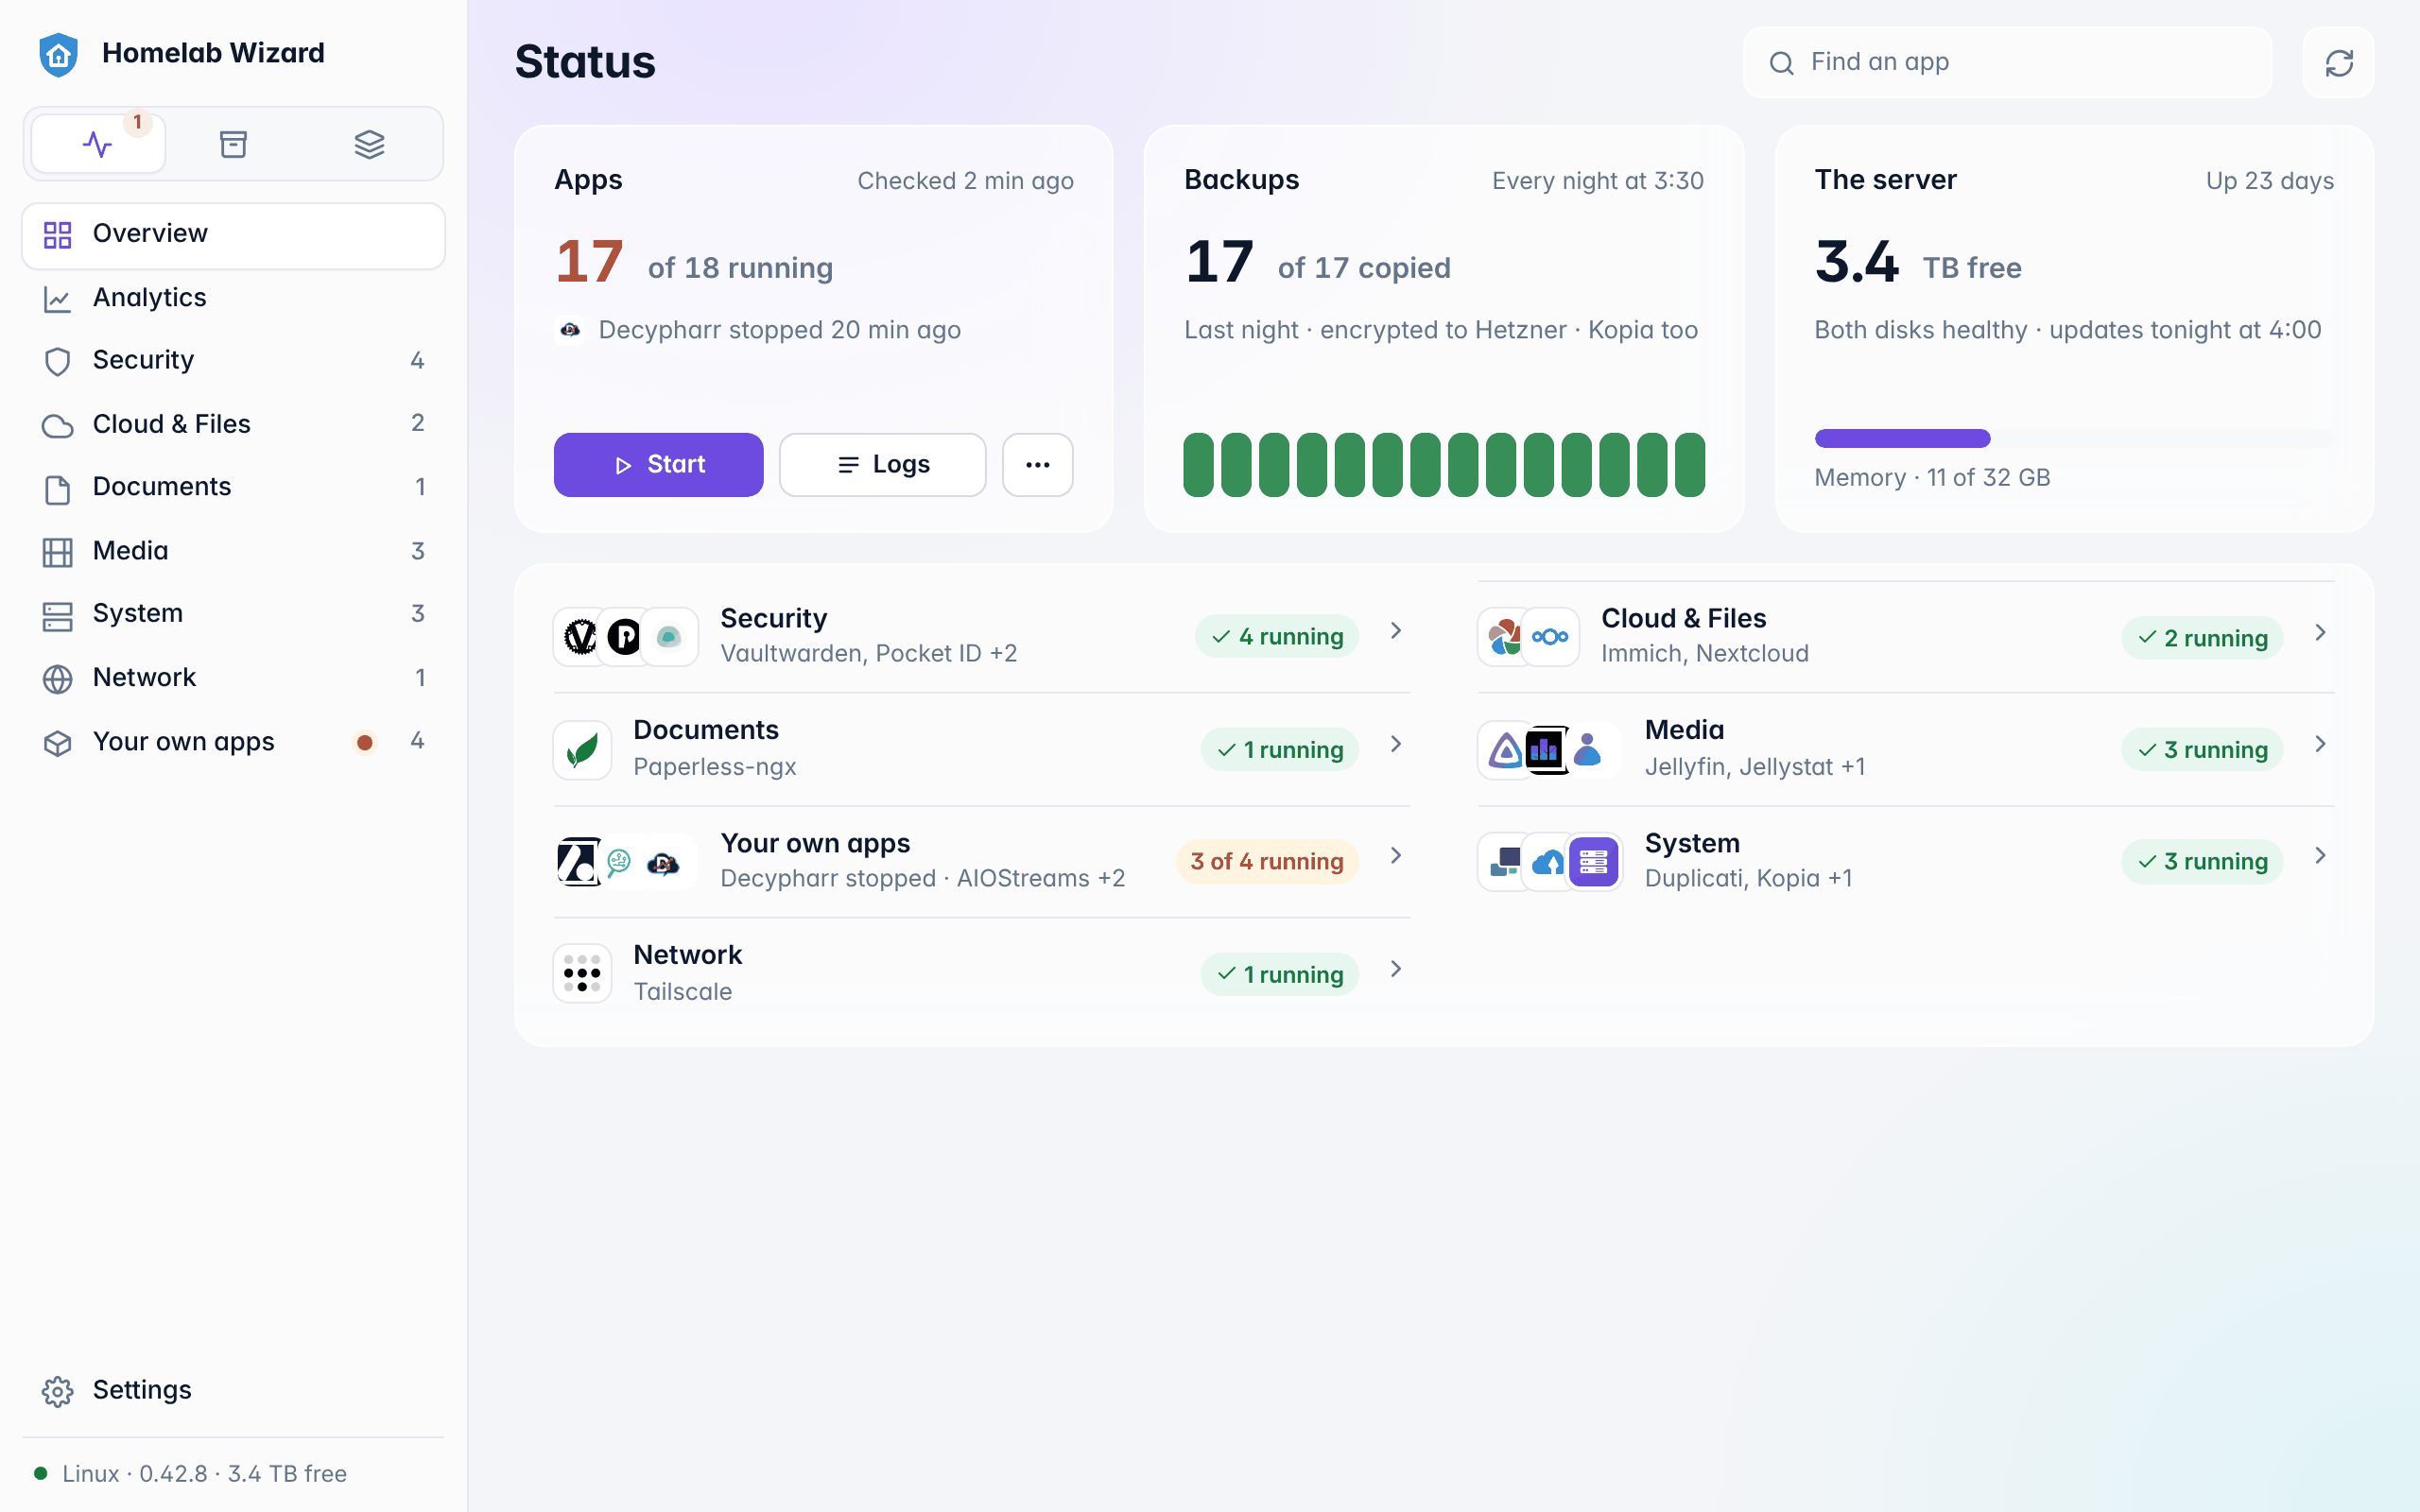 Homelab Wizard
1
Overview
Analytics
Security 4
Cloud & Files 2
Documents 1
Media 3
System 3
Network 1
Your own apps 4
Settings
Linux · 0.42.8 · 3.4 TB free
Status
Find an app
Apps Checked 2 min ago
17 of 18 running
Decypharr stopped 20 min ago
Start Logs
Backups Every night at 3:30
17 of 17 copied
Last night · encrypted to Hetzner · Kopia too
The server Up 23 days
3.4 TB free
Both disks healthy · updates tonight at 4:00
Memory · 11 of 32 GB
Security
Vaultwarden, Pocket ID +2
4 running
Cloud & Files
Immich, Nextcloud
2 running
Documents
Paperless-ngx
1 running
Media
Jellyfin, Jellystat +1
3 running
Your own apps
Decypharr stopped · AIOStreams +2
3 of 4 running
System
Duplicati, Kopia +1
3 running
Network
Tailscale
1 running